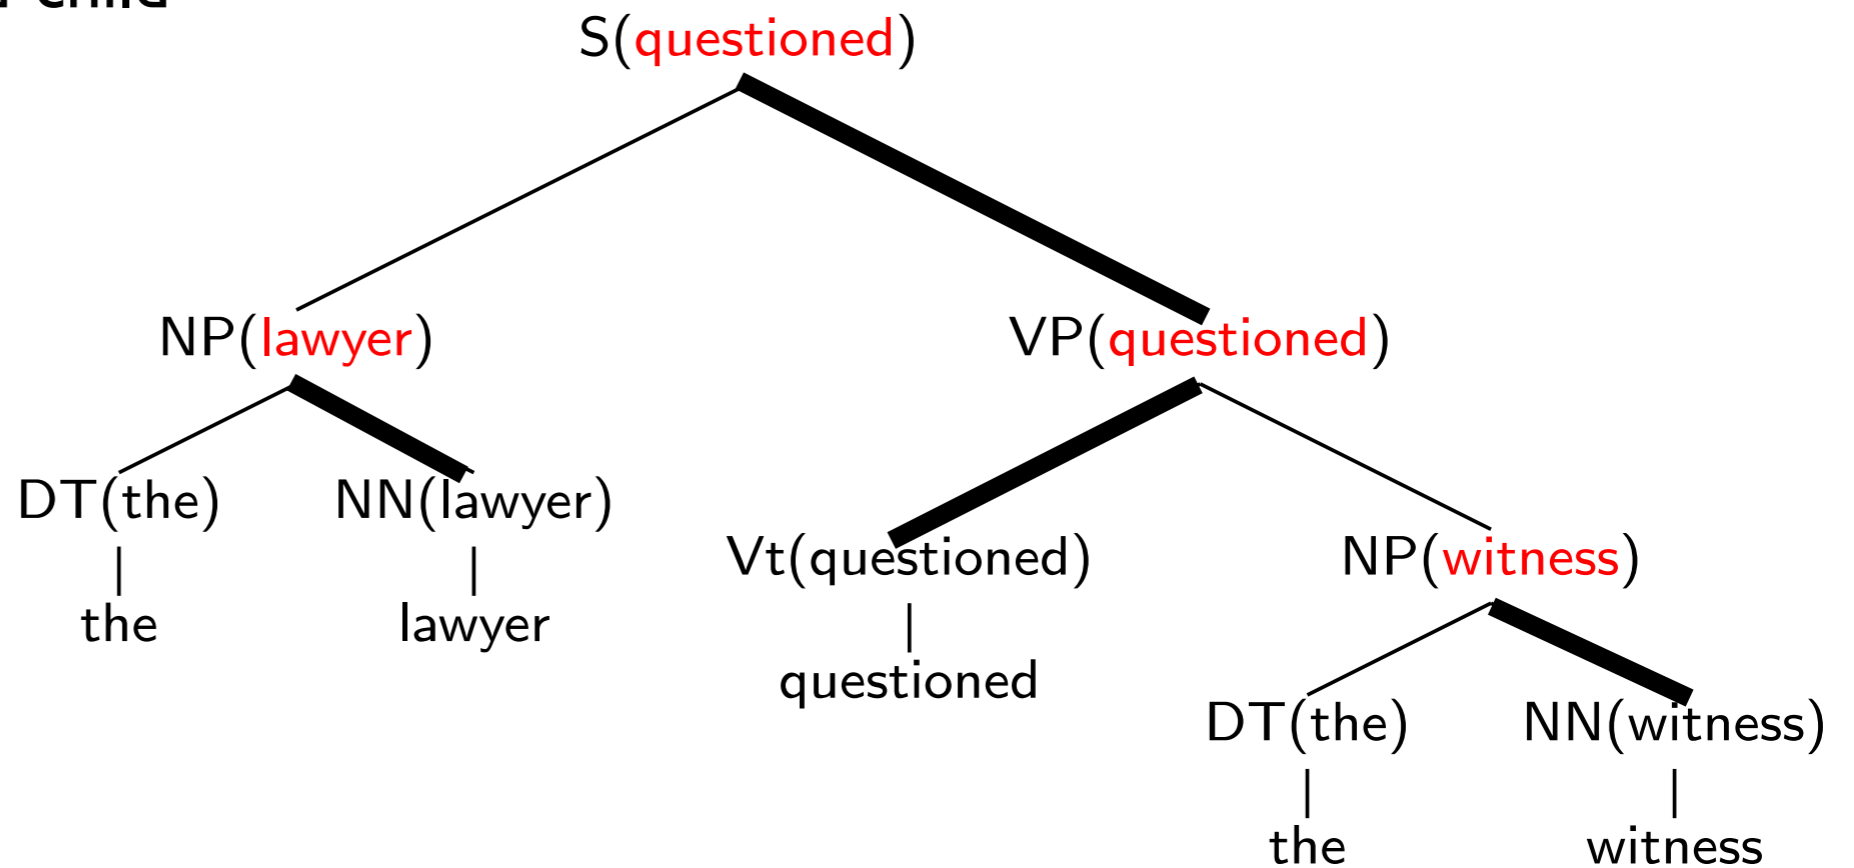 child
S(questioned)
NP(lawyer) VP(questioned)
DT(the) NN(lawyer)
Vt(questioned) NP(witness)
the lawyer
questioned
DT(the) NN(witness)
the witness